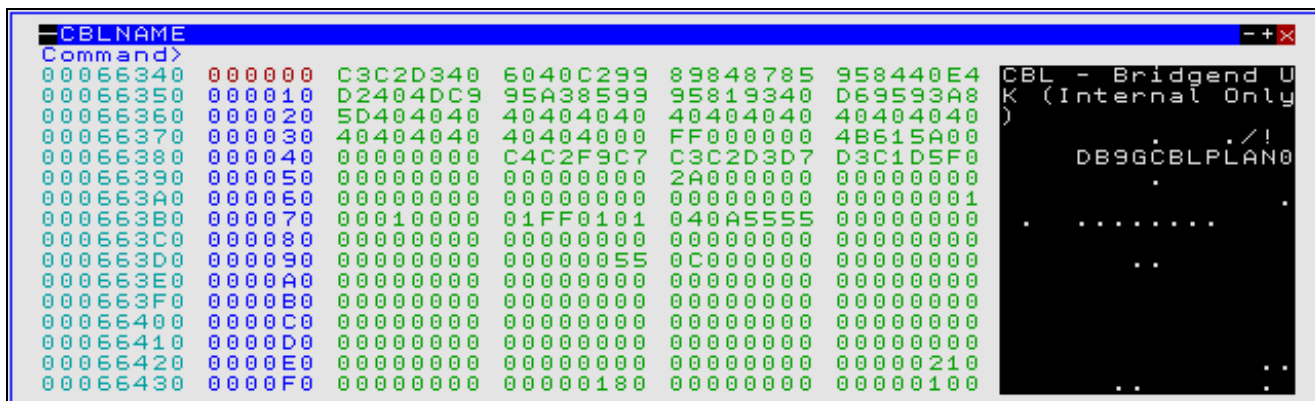 CBLNAME - + x
Command>
00066340 000000 C3C2D340 6040C299 89848785 958440E4 CBL - Bridgend U
00066350 000010 D2404DC9 95A38599 95819340 D69593A8 K (Internal Only
00066360 000020 5D404040 40404040 40404040 40404040 )
00066370 000030 40404040 40404000 FF000000 4B615A00 . ./!
00066380 000040 00000000 C4C2F9C7 C3C2D3D7 D3C1D5F0 DB9GCBLPLAN0
00066390 000050 00000000 00000000 2A000000 00000000 .
000663A0 000060 00000000 00000000 00000000 00000001 .
000663B0 000070 00010000 01FF0101 040A5555 00000000 . ........
000663C0 000080 00000000 00000000 00000000 00000000
000663D0 000090 00000000 00000055 0C000000 00000000 ..
000663E0 0000A0 00000000 00000000 00000000 00000000
000663F0 0000B0 00000000 00000000 00000000 00000000
00066400 0000C0 00000000 00000000 00000000 00000000
00066410 0000D0 00000000 00000000 00000000 00000000
00066420 0000E0 00000000 00000000 00000000 00000210 ..
00066430 0000F0 00000000 00000180 00000000 00000100 .. .